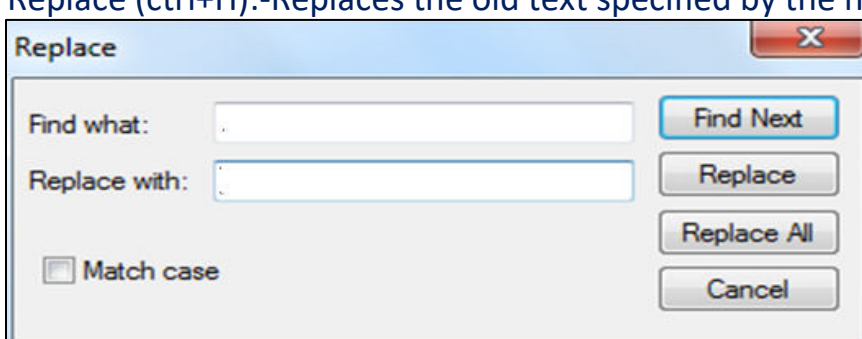 Replace (ctrl+H):-Replaces the old text specified by the
Replace
Find what: .
Find Next
Replace with:
Replace
Replace All
Match case
Cancel